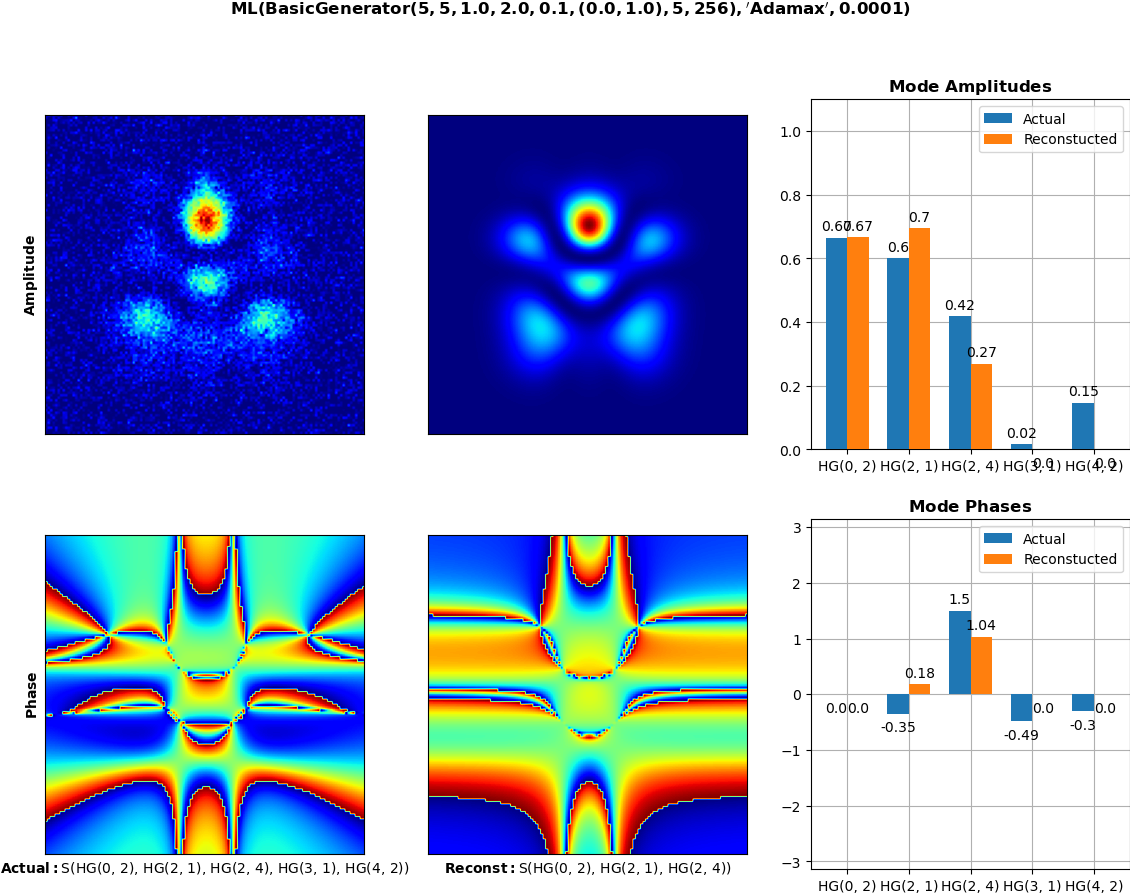 ML(BasicGenerator(5, 5, 1.0, 2.0, 0.1, (0.0, 1.0), 5, 256), ′Adamax′, 0.0001)
Mode Amplitudes
Amplitude
Actual
Reconstucted
1.0
0.8
0.6
0.4
0.2
0.0
0.67
0.67
0.6
0.7
0.42
0.27
0.02
0.0
0.15
0.0
HG(0, 2) HG(2, 1) HG(2, 4) HG(3, 1) HG(4, 2)
Mode Phases
Phase
Actual
Reconstucted
3
2
1
0
−1
−2
−3
0.0
0.0
-0.35
0.18
1.5
1.04
-0.49
0.0
-0.3
0.0
HG(0, 2) HG(2, 1) HG(2, 4) HG(3, 1) HG(4, 2)
Actual: S(HG(0, 2), HG(2, 1), HG(2, 4), HG(3, 1), HG(4, 2))
Reconst: S(HG(0, 2), HG(2, 1), HG(2, 4))